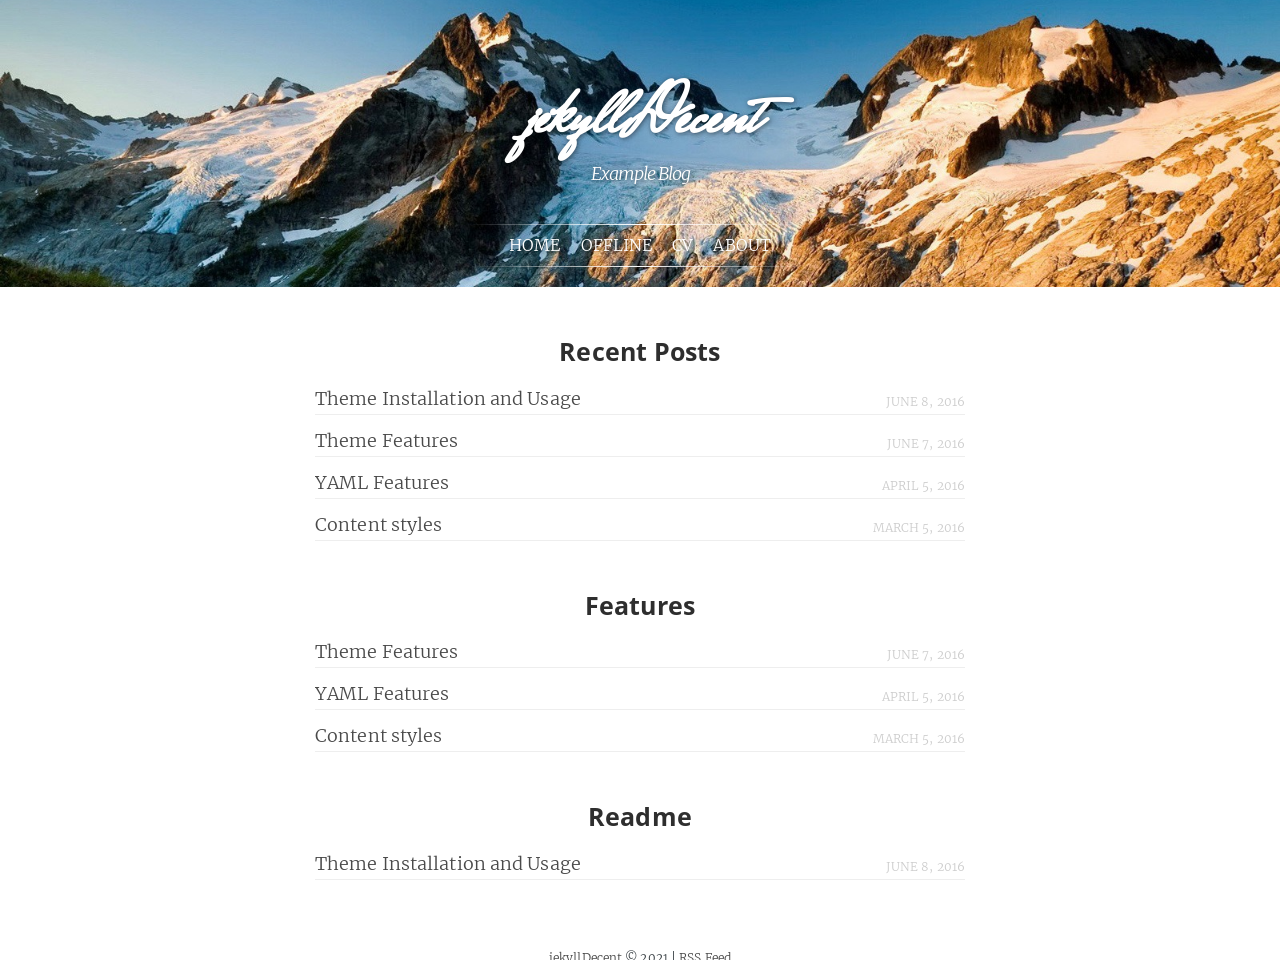 jekyllDecent
Example Blog
HOME OFFLINE CV ABOUT
Recent Posts
Theme Installation and Usage JUNE 8, 2016
Theme Features JUNE 7, 2016
YAML Features APRIL 5, 2016
Content styles MARCH 5, 2016
Features
Theme Features JUNE 7, 2016
YAML Features APRIL 5, 2016
Content styles MARCH 5, 2016
Readme
Theme Installation and Usage JUNE 8, 2016
jekyllDecent © 2021 | RSS Feed